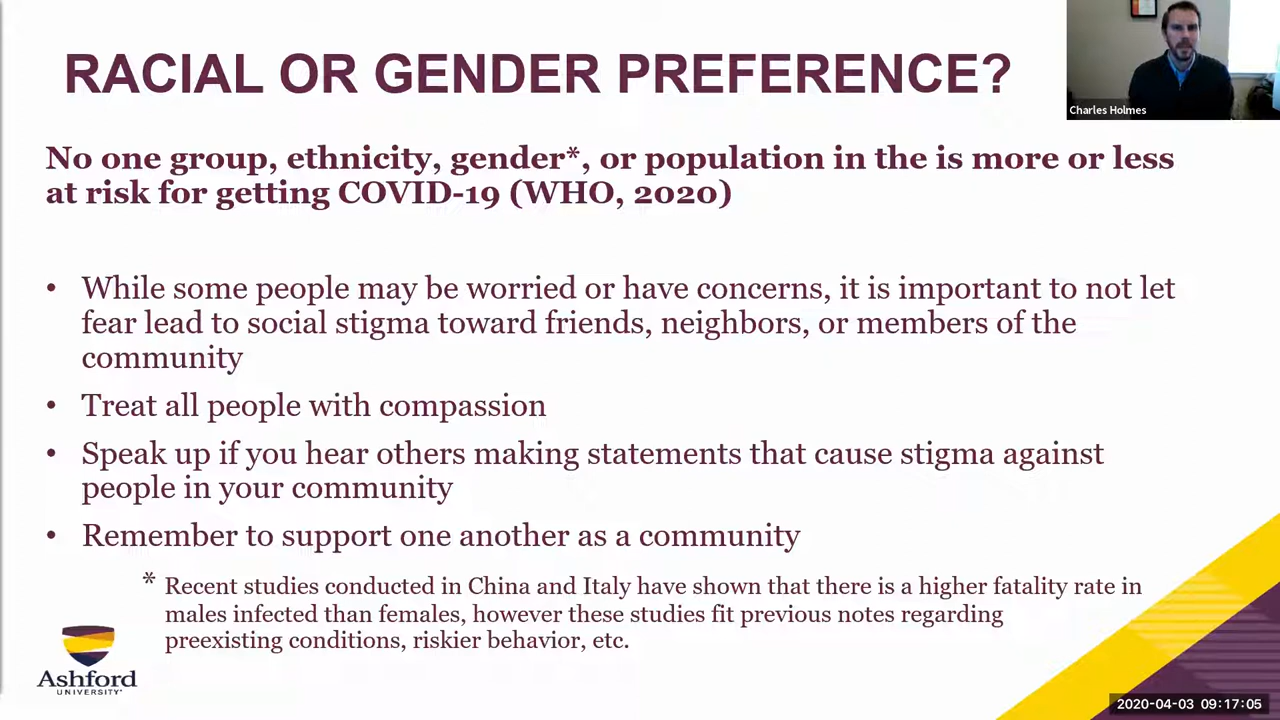 RACIAL OR GENDER PREFERENCE?
Charles Holmes
No one group, ethnicity, gender*, or population in the is more or less
at risk for getting COVID-19 (WHO, 2020)
• While some people may be worried or have concerns, it is important to not let
fear lead to social stigma toward friends, neighbors, or members of the
community
• Treat all people with compassion
• Speak up if you hear others making statements that cause stigma against
people in your community
• Remember to support one another as a community
* Recent studies conducted in China and Italy have shown that there is a higher fatality rate in
males infected than females, however these studies fit previous notes regarding
preexisting conditions, riskier behavior, etc.
Ashford
UNIVERSITY
2020-04-03 09:17:05